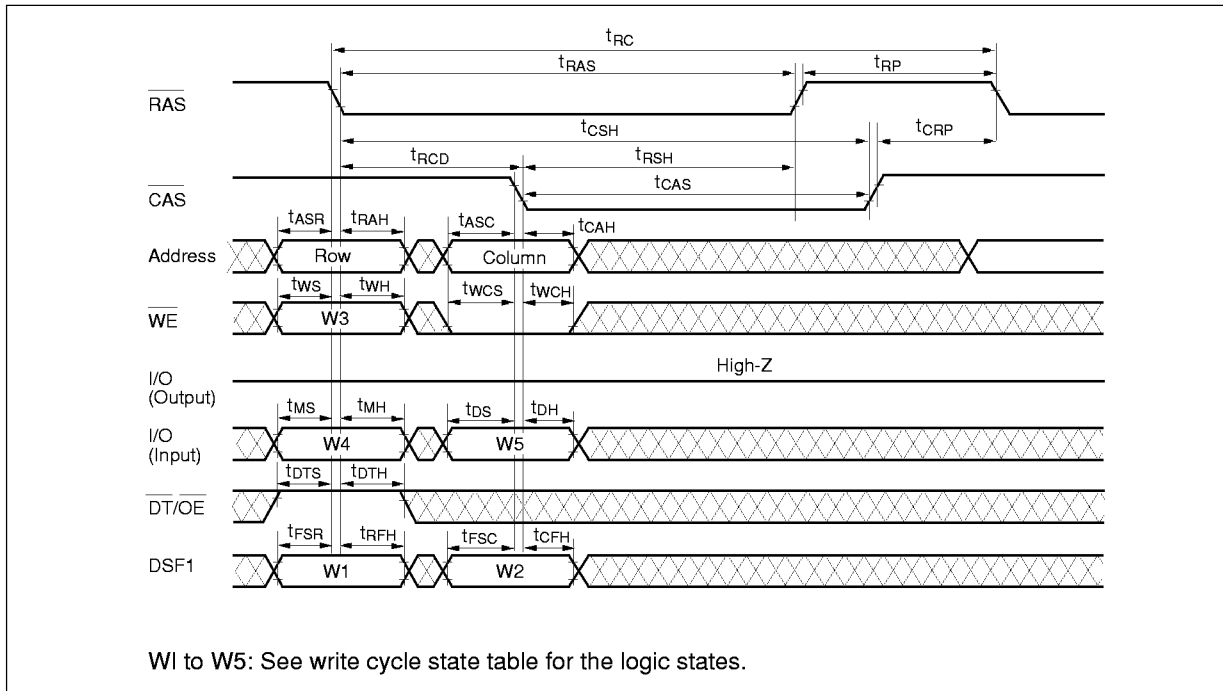 tRC
tRAS tRP
RAS
tCSH tCRP
tRCD tRSH
CAS tCAS
tASR tRAH tASC tCAH
Address Row Column
tWS tWH tWCS tWCH
WE W3
High-Z
I/O
(Output)
tMS tMH tDS tDH
I/O
(Input) W4 W5
tDTS tDTH
DT/OE
tFSR tRFH tFSC tCFH
DSF1 W1 W2
WI to W5: See write cycle state table for the logic states.